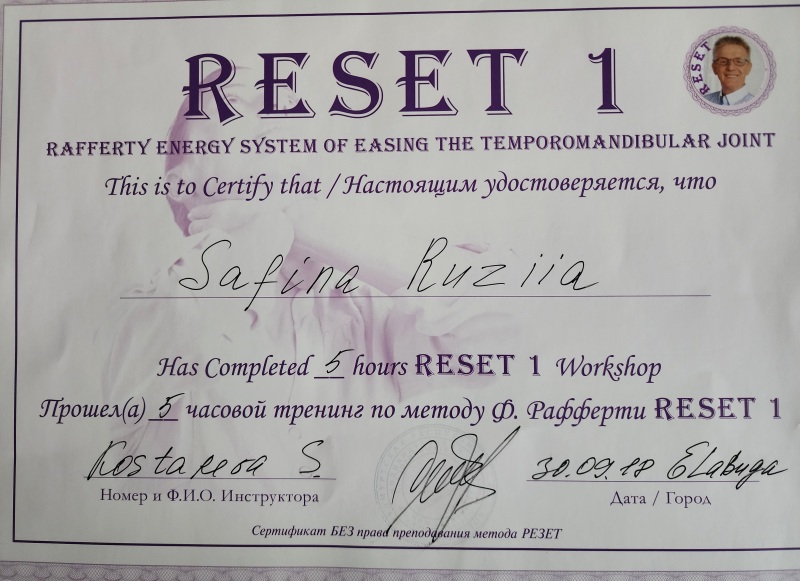 RESET 1
RESET
RAFFERTY ENERGY SYSTEM OF EASING THE TEMPOROMANDIBULAR JOINT
This is to Certify that / Настоящим удостоверяется, что
Safina Ruziia
Has Completed 5 hours RESET 1 Workshop
Прошел(а) 5 часовой тренинг по методу Ф. Рафферти RESET 1
S. 30.09.18 Elabuga
Номер и Ф.И.О. Инструктора Дата / Город
Сертификат БЕЗ права преподавания метода РЕЗЕТ